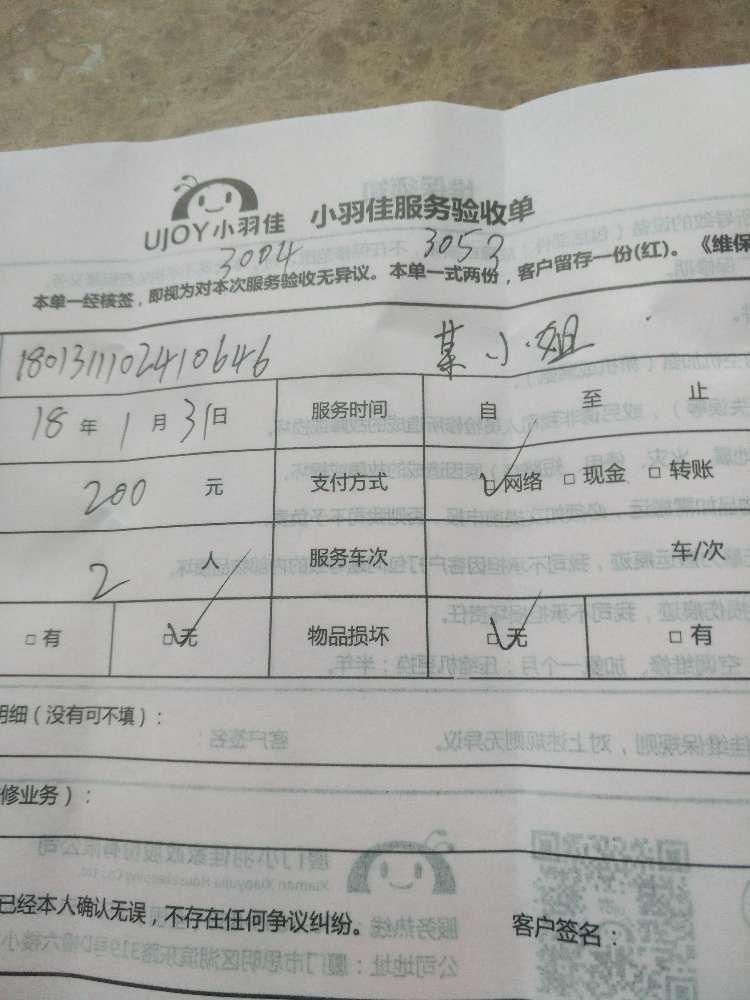 UJOY小羽佳 小羽佳服务验收单
3004 3053
本单一经核签，即视为对本次服务验收无异议。本单一式两份，客户留存一份(红)。《维保
1801311102410646 某小姐
18年1月31日 服务时间 自 至 止
200元 支付方式 □网络 □现金 □转账
2人 服务车次 车/次
□有 □无 物品损坏 □无 □有
明细（没有可不填）：
修业务）：
已经本人确认无误，不存在任何争议纠纷。 客户签名：